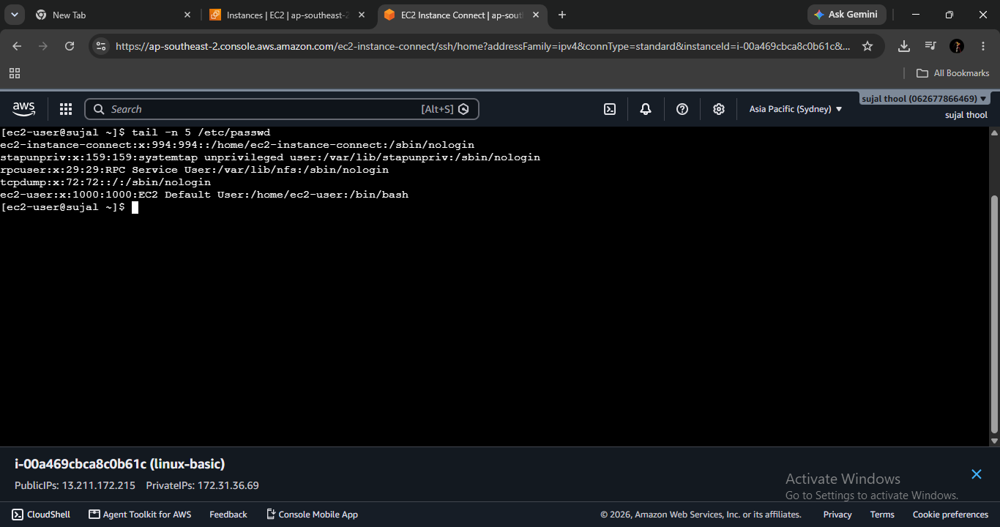 New Tab
Instances | EC2 | ap-southeast-2
EC2 Instance Connect | ap-sout
Ask Gemini
https://ap-southeast-2.console.aws.amazon.com/ec2-instance-connect/ssh/home?addressFamily=ipv4&connType=standard&instanceId=i-00a469cbca8c0b61c&...
All Bookmarks
aws
Search
[Alt+S]
Asia Pacific (Sydney)
sujal thool (062677866469)
sujal thool
[ec2-user@sujal ~]$ tail -n 5 /etc/passwd
ec2-instance-connect:x:994:994::/home/ec2-instance-connect:/sbin/nologin
stapunpriv:x:159:159:systemtap unprivileged user:/var/lib/stapunpriv:/sbin/nologin
rpcuser:x:29:29:RPC Service User:/var/lib/nfs:/sbin/nologin
tcpdump:x:72:72::/:/sbin/nologin
ec2-user:x:1000:1000:EC2 Default User:/home/ec2-user:/bin/bash
[ec2-user@sujal ~]$
i-00a469cbca8c0b61c (linux-basic)
PublicIPs: 13.211.172.215 PrivateIPs: 172.31.36.69
Activate Windows
Go to Settings to activate Windows.
CloudShell
Agent Toolkit for AWS
Feedback
Console Mobile App
© 2026, Amazon Web Services, Inc. or its affiliates.
Privacy
Terms
Cookie preferences